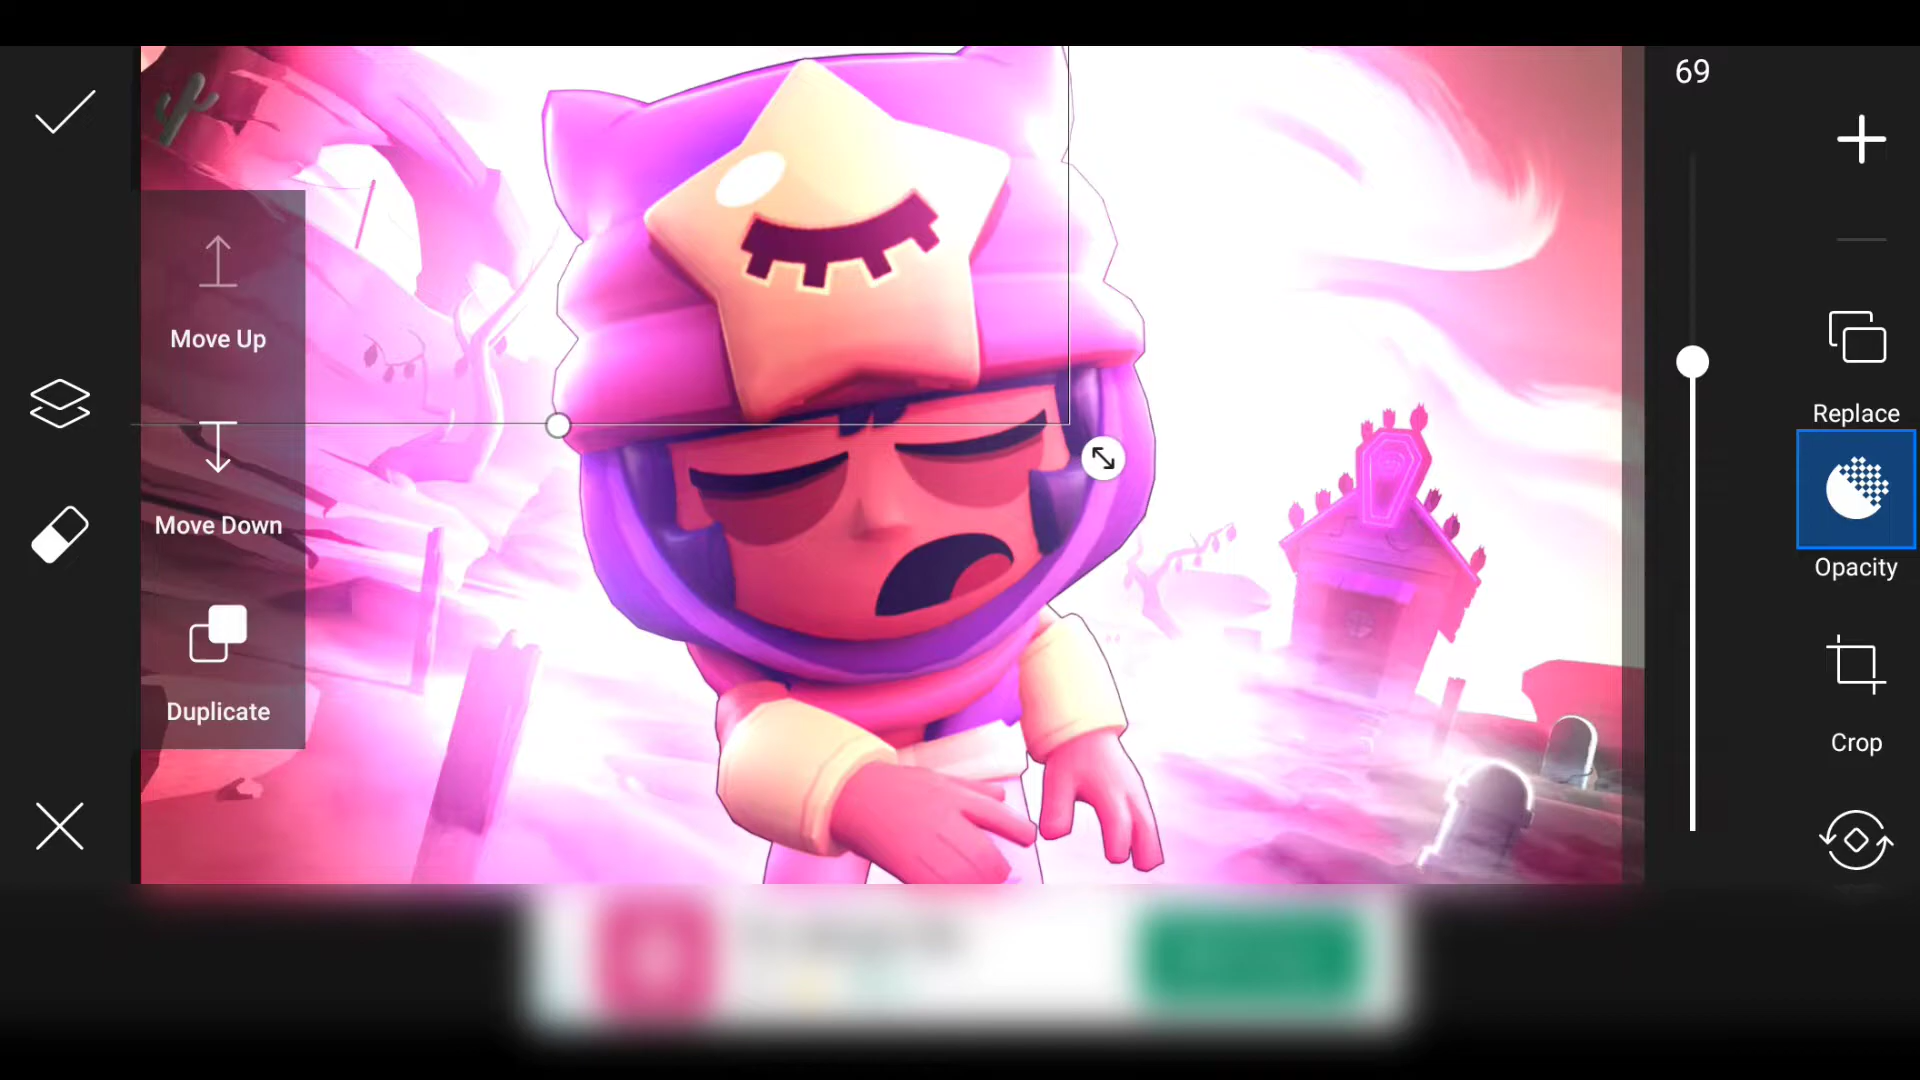 69
Move Up
Replace
Move Down
Opacity
Duplicate
Crop